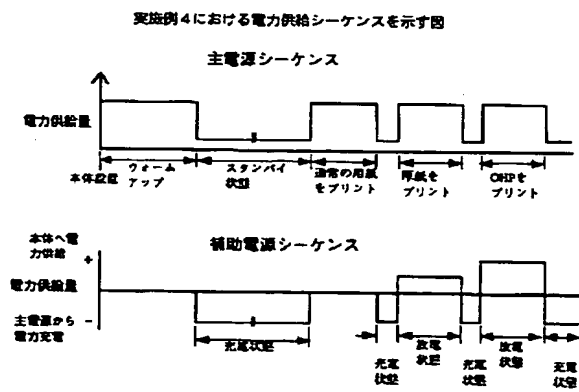 実施例4における電力供給シーケンスを示す図
主電源シーケンス
電力供給量
本体設置
ウォーム
アップ
スタンバイ
状態
通常の用紙
をプリント
厚紙を
プリント
OHPを
プリント
本体へ電
力供給
+
補助電源シーケンス
電力供給量
主電源から
電力充電
-
充電状態
充電
状態
放電
状態
充電
状態
放電
状態
充電
状態